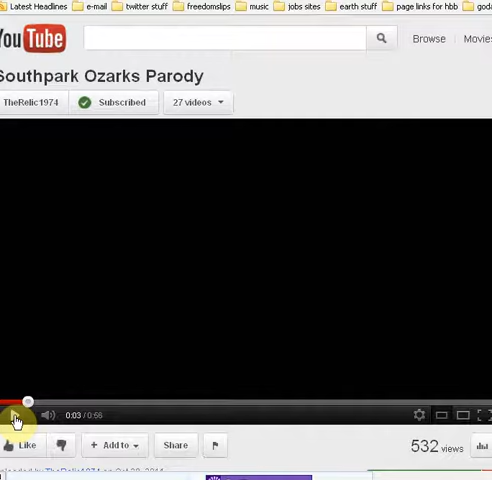 Latest Headlines e-mail twitter stuff freedomslips music jobs sites earth stuff page links for hbb
YouTube Browse Movies
Southpark Ozarks Parody
TheRelic1974 Subscribed 27 videos
0:03 / 0:56
Like + Add to Share 532 views